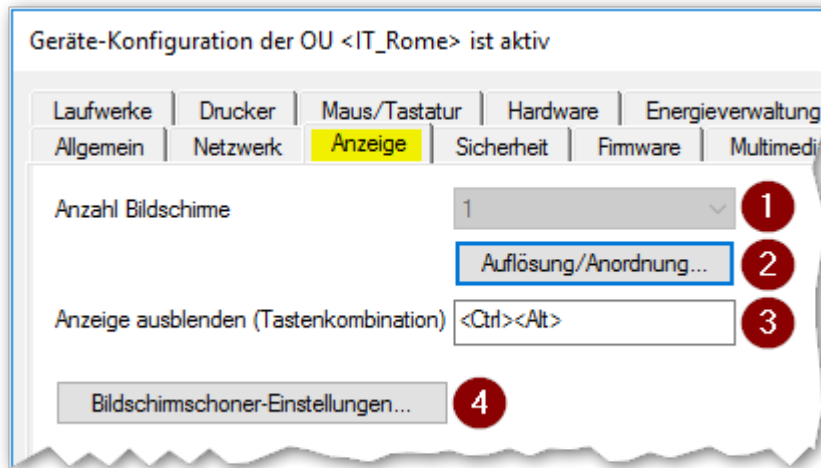 Geräte-Konfiguration der OU <IT_Rome> ist aktiv
Laufwerke Drucker Maus/Tastatur Hardware Energieverwaltung
Allgemein Netzwerk Anzeige Sicherheit Firmware Multimedi
Anzahl Bildschirme 1 1
Auflösung/Anordnung... 2
Anzeige ausblenden (Tastenkombination) <Ctrl><Alt> 3
Bildschirmschoner-Einstellungen... 4